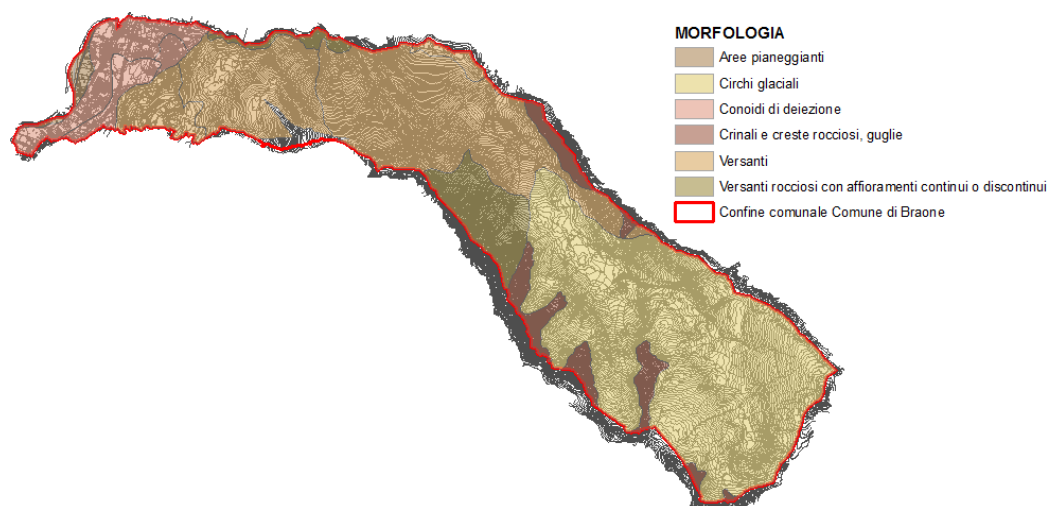 MORFOLOGIA
Aree pianeggianti
Circhi glaciali
Conoidi di deiezione
Crinali e creste rocciosi, guglie
Versanti
Versanti rocciosi con affioramenti continui o discontinui
Confine comunale Comune di Braone